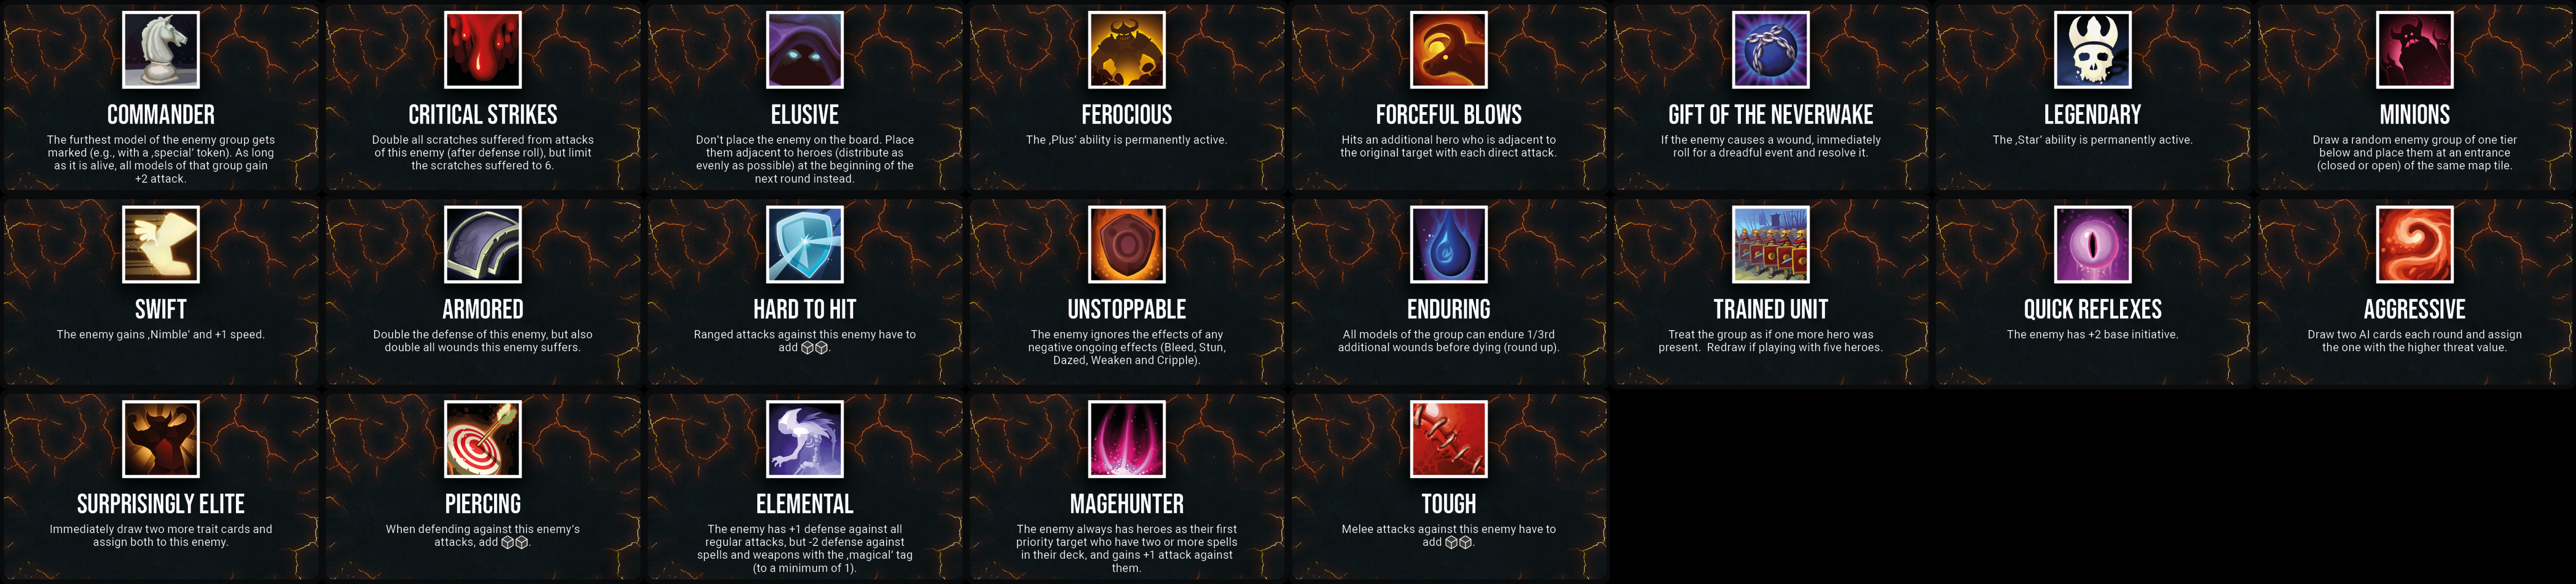 COMMANDER
The furthest model of the enemy group gets
marked (e.g., with a ‚special‘ token). As long
as it is alive, all models of that group gain
+2 attack.
CRITICAL STRIKES
Double all scratches suffered from attacks
of this enemy (after defense roll), but limit
the scratches suffered to 6.
ELUSIVE
Don’t place the enemy on the board. Place
them adjacent to heroes (distribute as
evenly as possible) at the beginning of the
next round instead.
FEROCIOUS
The ‚Plus‘ ability is permanently active.
FORCEFUL BLOWS
Hits an additional hero who is adjacent to
the original target with each direct attack.
GIFT OF THE NEVERWAKE
If the enemy causes a wound, immediately
roll for a dreadful event and resolve it.
LEGENDARY
The ‚Star‘ ability is permanently active.
MINIONS
Draw a random enemy group of one tier
below and place them at an entrance
(closed or open) of the same map tile.
SWIFT
The enemy gains ‚Nimble‘ and +1 speed.
ARMORED
Double the defense of this enemy, but also
double all wounds this enemy suffers.
HARD TO HIT
Ranged attacks against this enemy have to
add .
UNSTOPPABLE
The enemy ignores the effects of any
negative ongoing effects (Bleed, Stun,
Dazed, Weaken and Cripple).
ENDURING
All models of the group can endure 1/3rd
additional wounds before dying (round up).
TRAINED UNIT
Treat the group as if one more hero was
present. Redraw if playing with five heroes.
QUICK REFLEXES
The enemy has +2 base initiative.
AGGRESSIVE
Draw two AI cards each round and assign
the one with the higher threat value.
SURPRISINGLY ELITE
Immediately draw two more trait cards and
assign both to this enemy.
PIERCING
When defending against this enemy’s
attacks, add .
ELEMENTAL
The enemy has +1 defense against all
regular attacks, but -2 defense against
spells and weapons with the ‚magical‘ tag
(to a minimum of 1).
MAGEHUNTER
The enemy always has heroes as their first
priority target who have two or more spells
in their deck, and gains +1 attack against
them.
TOUGH
Melee attacks against this enemy have to
add .